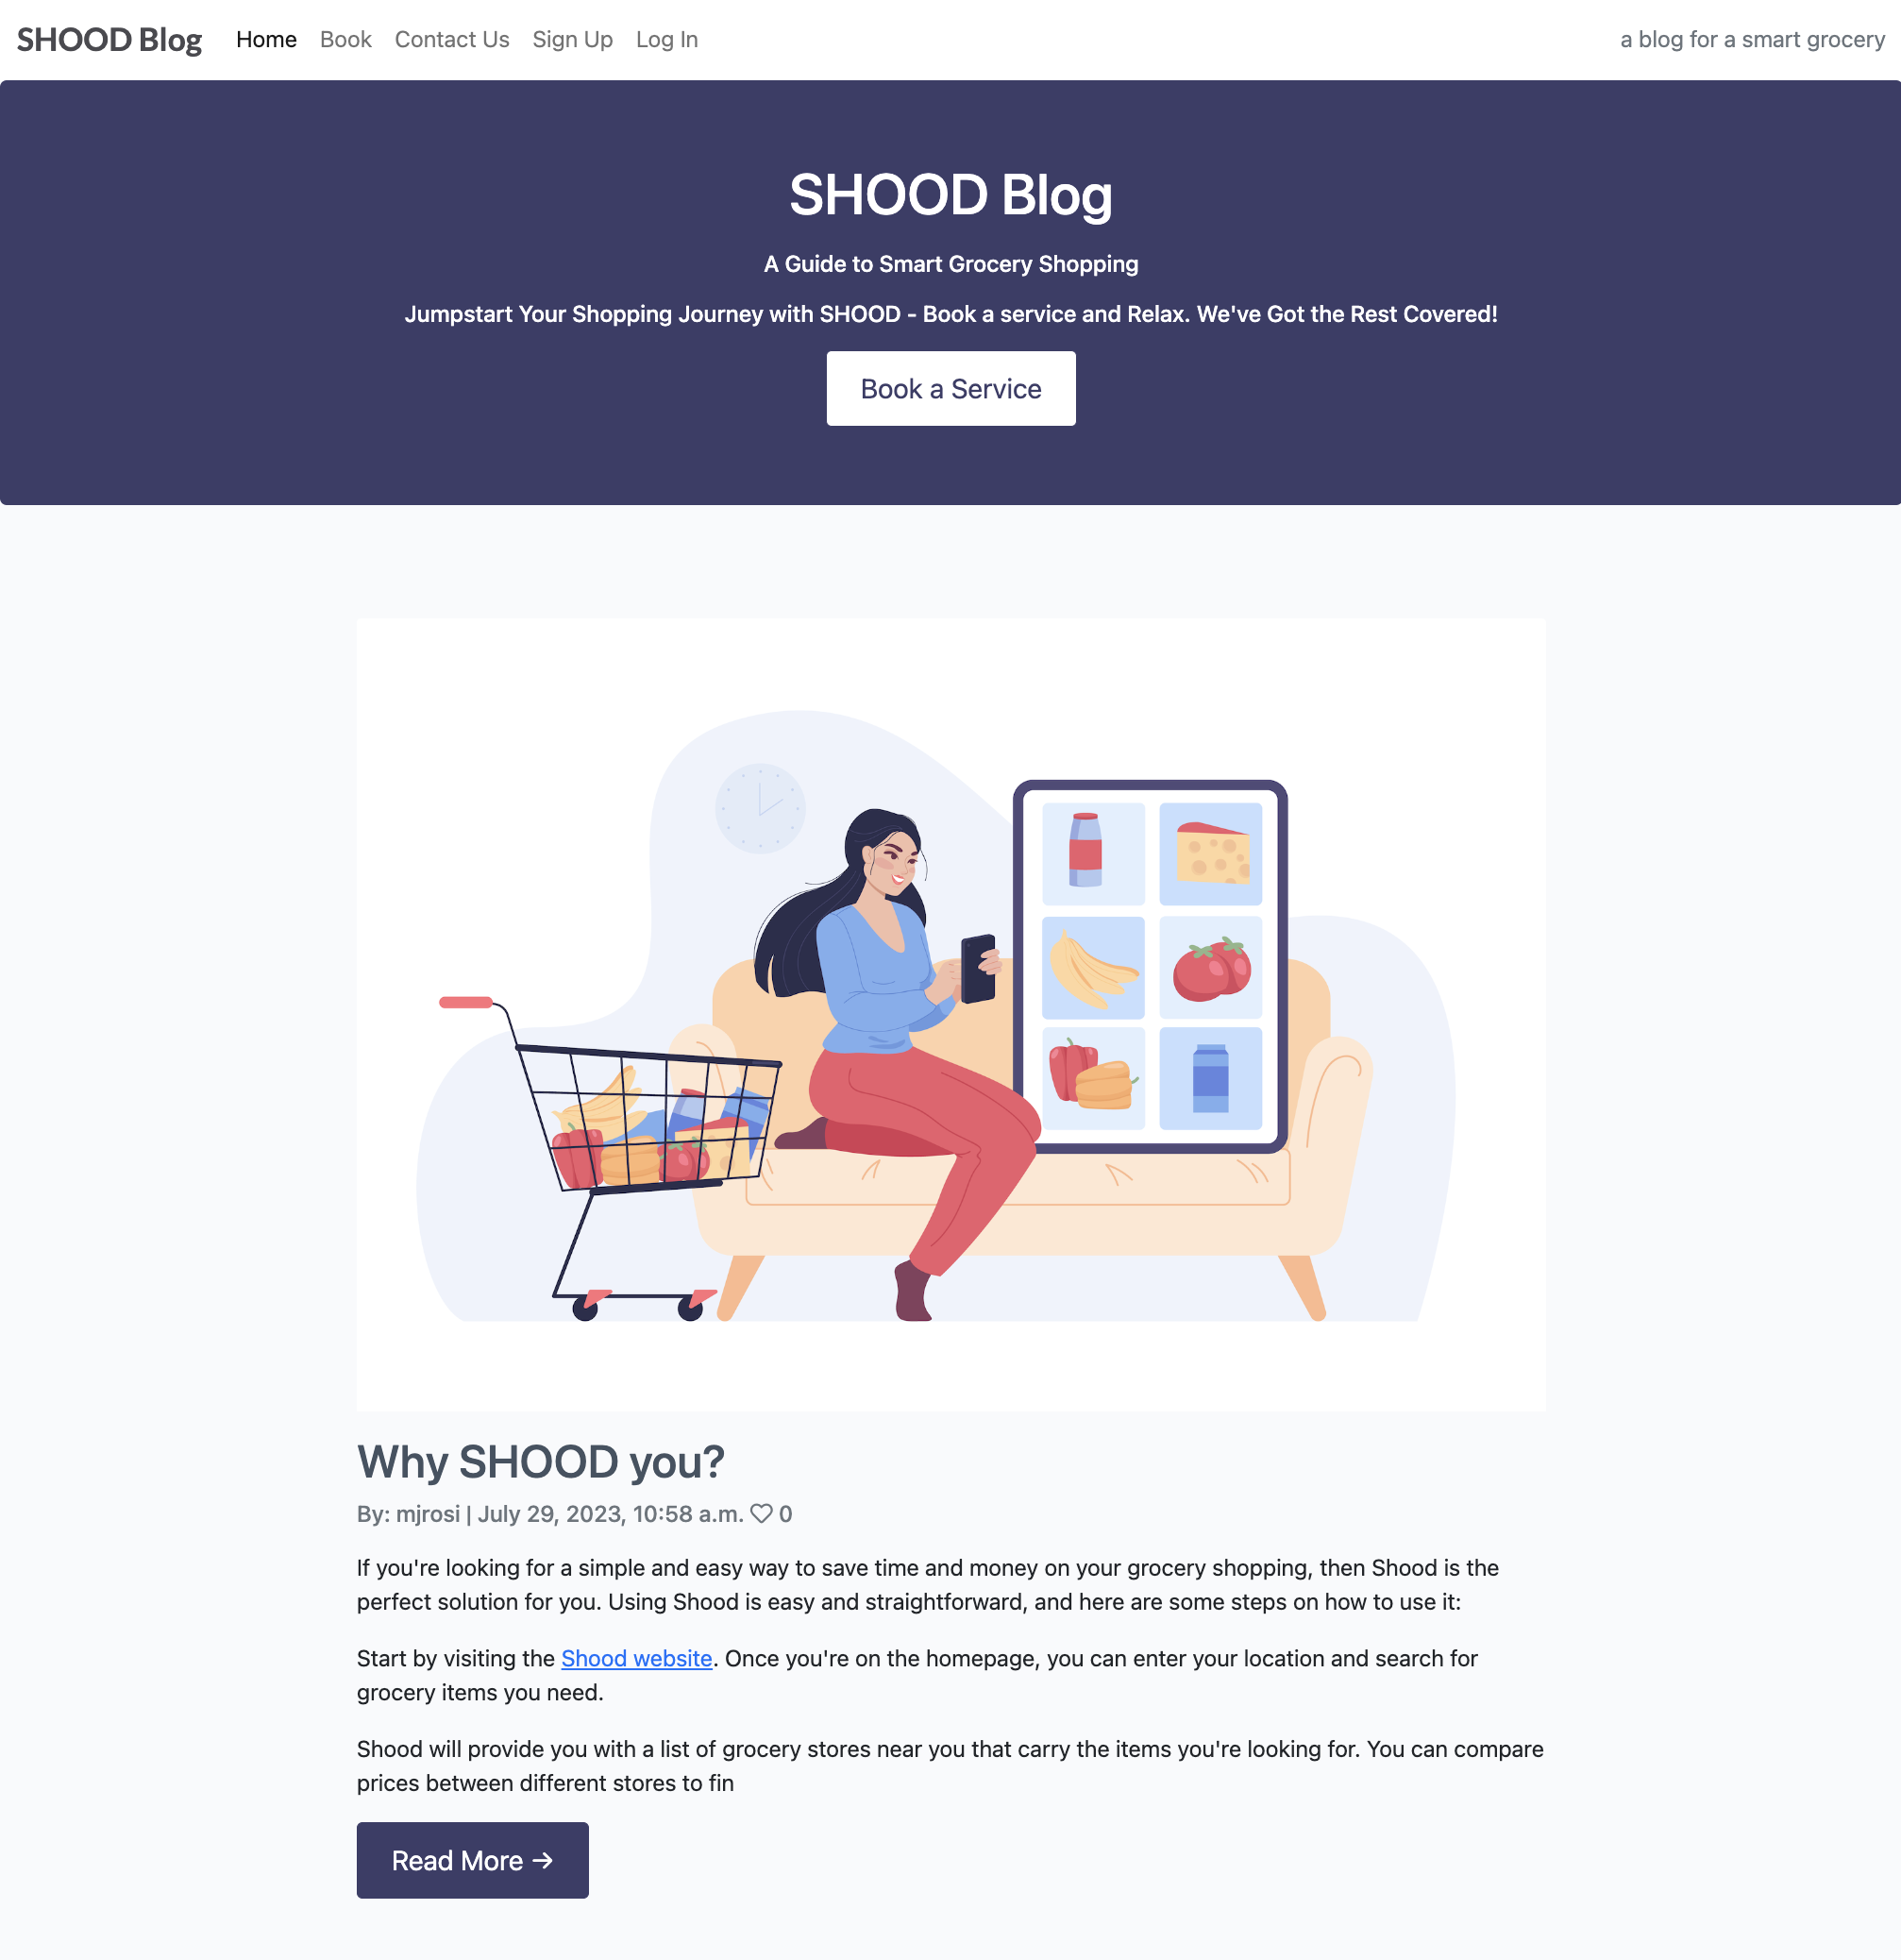 SHOOD Blog Home Book Contact Us Sign Up Log In a blog for a smart grocery
SHOOD Blog
A Guide to Smart Grocery Shopping
Jumpstart Your Shopping Journey with SHOOD - Book a service and Relax. We've Got the Rest Covered!
Book a Service
Why SHOOD you?
By: mjrosi | July 29, 2023, 10:58 a.m. ♡ 0
If you're looking for a simple and easy way to save time and money on your grocery shopping, then Shood is the
perfect solution for you. Using Shood is easy and straightforward, and here are some steps on how to use it:
Start by visiting the Shood website. Once you're on the homepage, you can enter your location and search for
grocery items you need.
Shood will provide you with a list of grocery stores near you that carry the items you're looking for. You can compare
prices between different stores to fin
Read More →